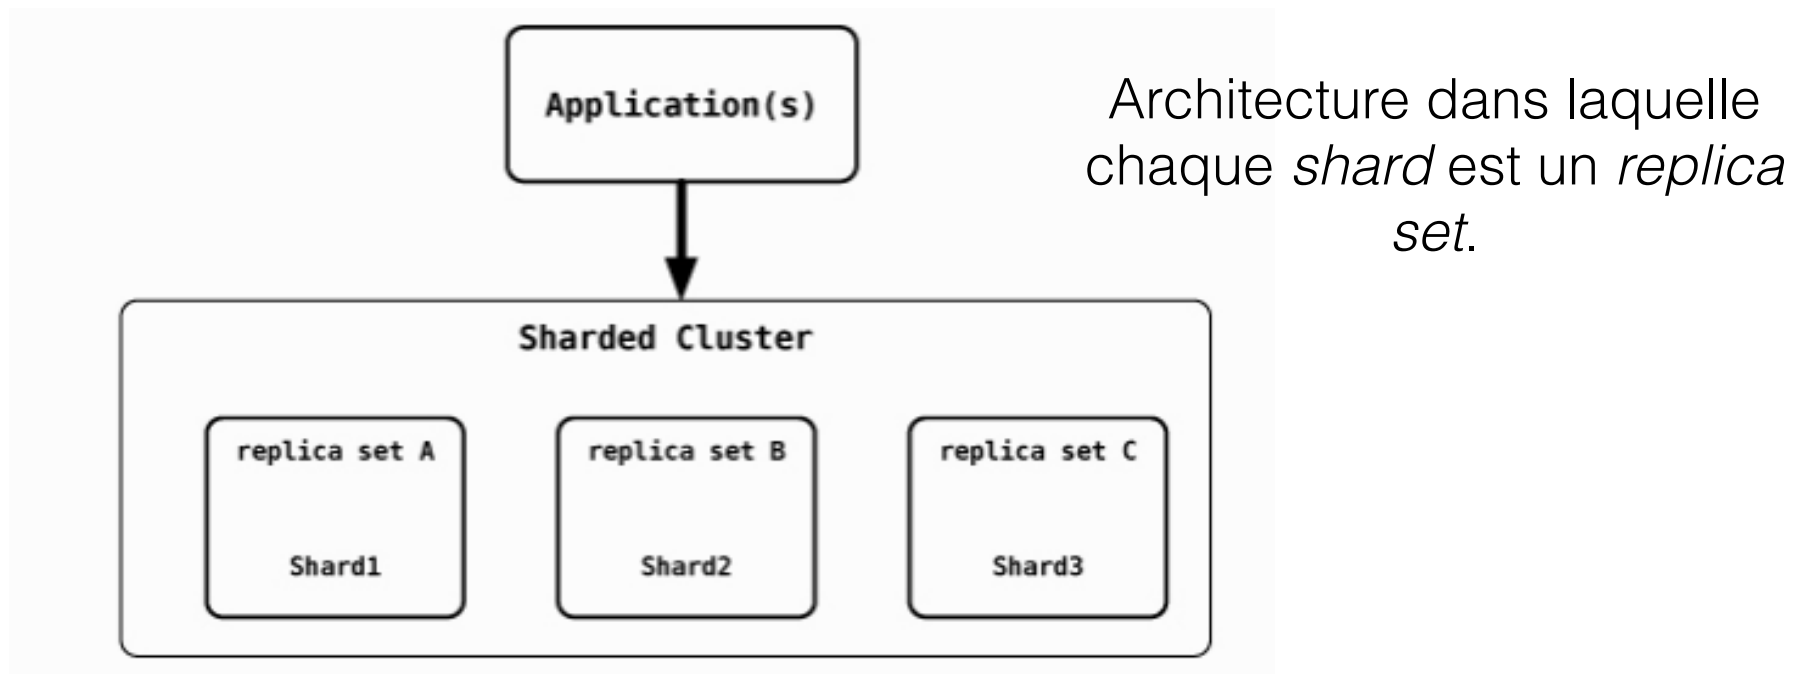 Application(s)
Architecture dans laquelle
chaque shard est un replica
set.
Sharded Cluster
replica set A
Shard1
replica set B
Shard2
replica set C
Shard3